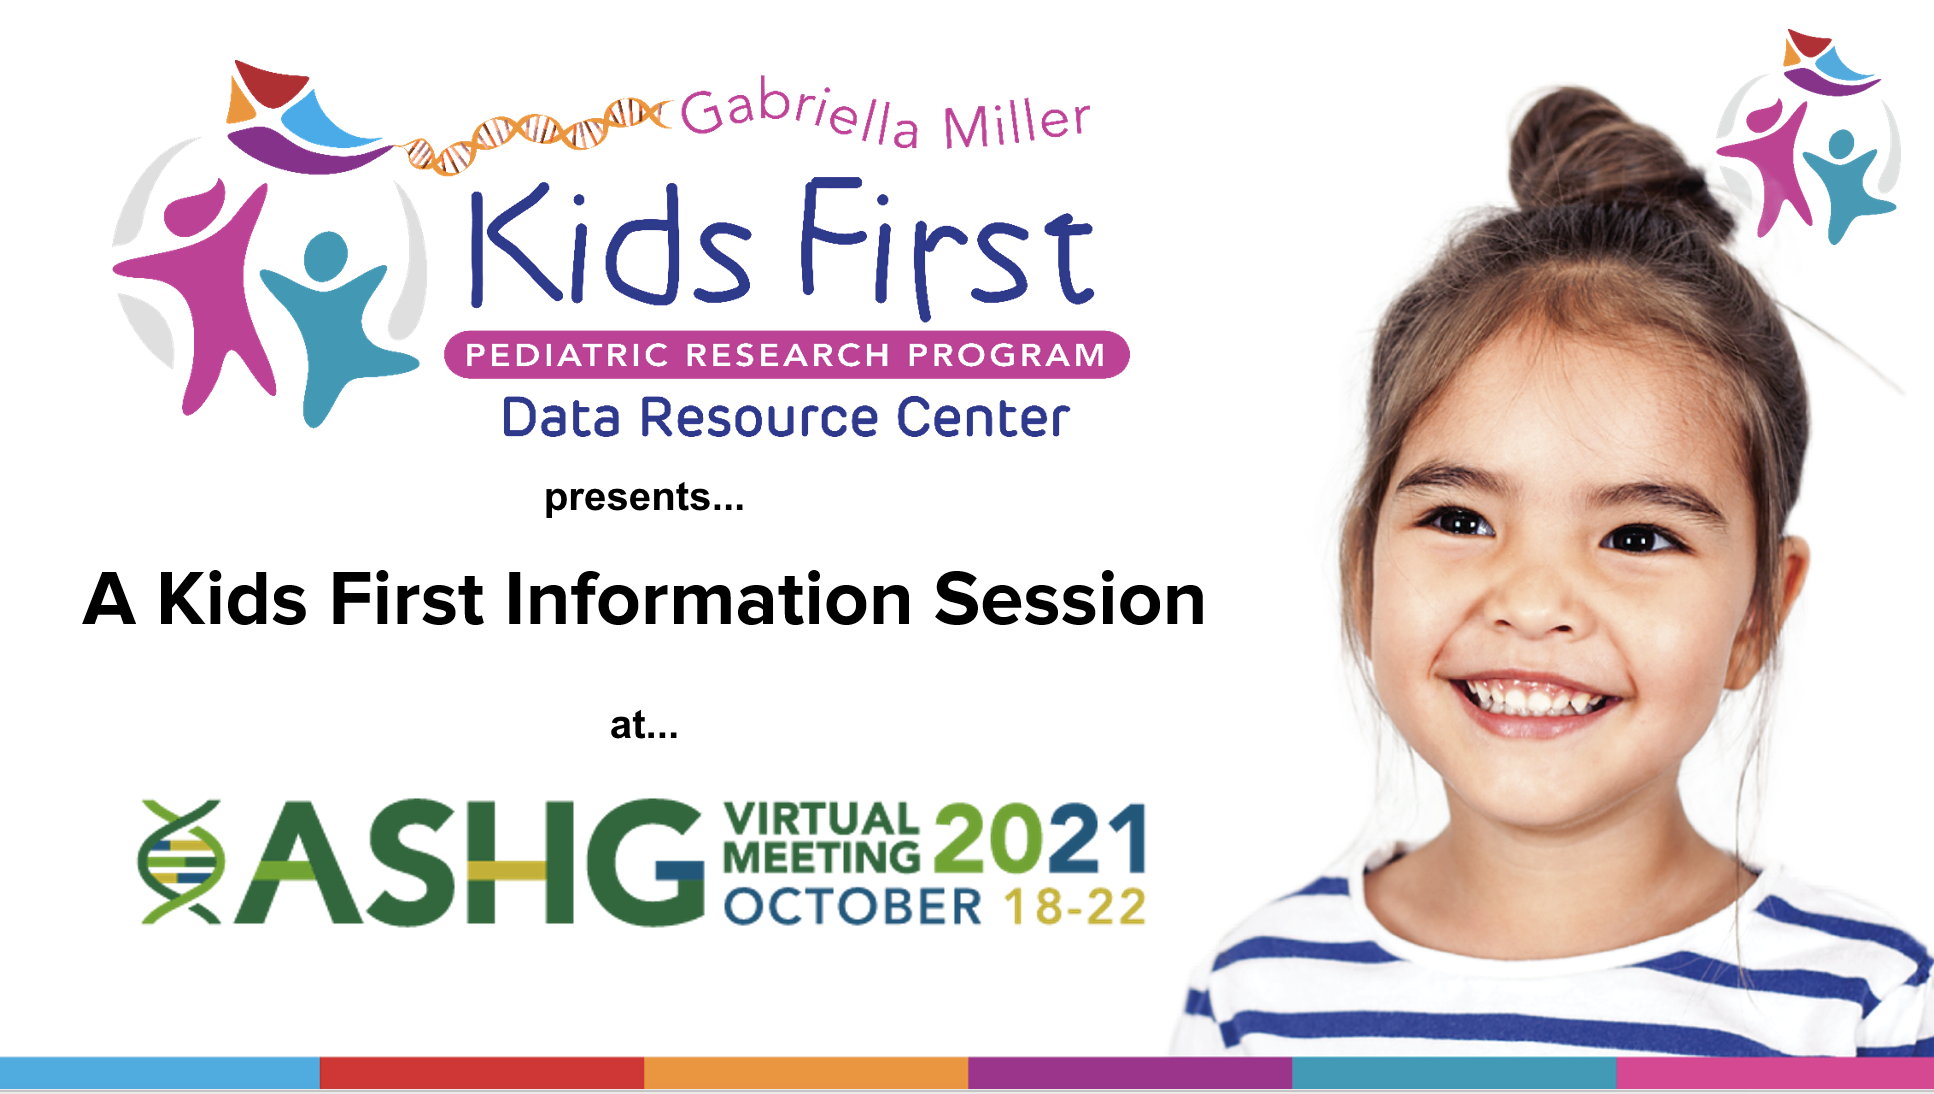 Gabriella Miller
Kids First
PEDIATRIC RESEARCH PROGRAM
Data Resource Center
presents...
A Kids First Information Session
at...
ASHG
VIRTUAL
MEETING 2021
OCTOBER 18-22